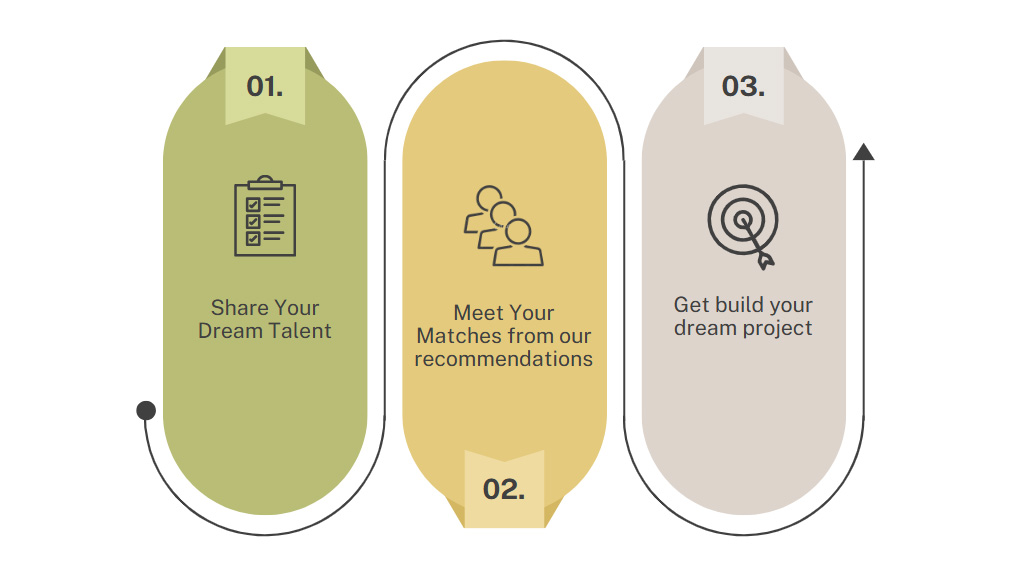 01.
Share Your
Dream Talent
Meet Your
Matches from our
recommendations
02.
03.
Get build your
dream project